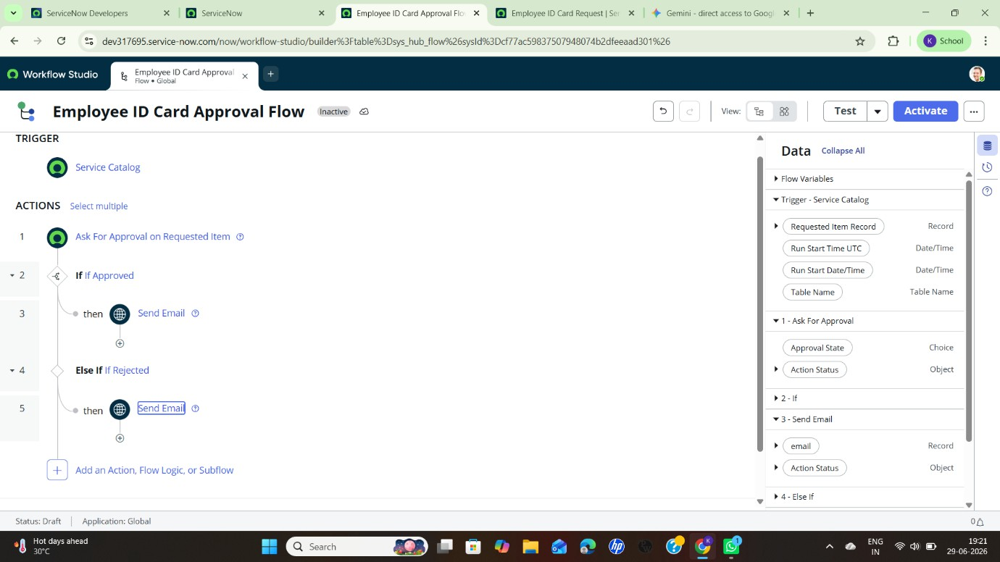 ServiceNow Developers
ServiceNow
Employee ID Card Approval Flo
Employee ID Card Request | Ser
Gemini - direct access to Googl
dev317695.service-now.com/now/workflow-studio/builder%3Ftable%3Dsys_hub_flow%26sysId%3Dcf77ac59837507948074b2dfeeaad301%26
K School
Workflow Studio
Employee ID Card Approval
Flow • Global
Employee ID Card Approval Flow
Inactive
View:
Test
Activate
TRIGGER
Service Catalog
ACTIONS Select multiple
1 Ask For Approval on Requested Item
2 If If Approved
3 then Send Email
4 Else If If Rejected
5 then Send Email
Add an Action, Flow Logic, or Subflow
Data Collapse All
Flow Variables
Trigger - Service Catalog
Requested Item Record Record
Run Start Time UTC Date/Time
Run Start Date/Time Date/Time
Table Name Table Name
1 - Ask For Approval
Approval State Choice
Action Status Object
2 - If
3 - Send Email
email Record
Action Status Object
4 - Else If
Status: Draft Application: Global
0
Hot days ahead
30°C
Search
K
1
ENG
IN
19:21
29-06-2026